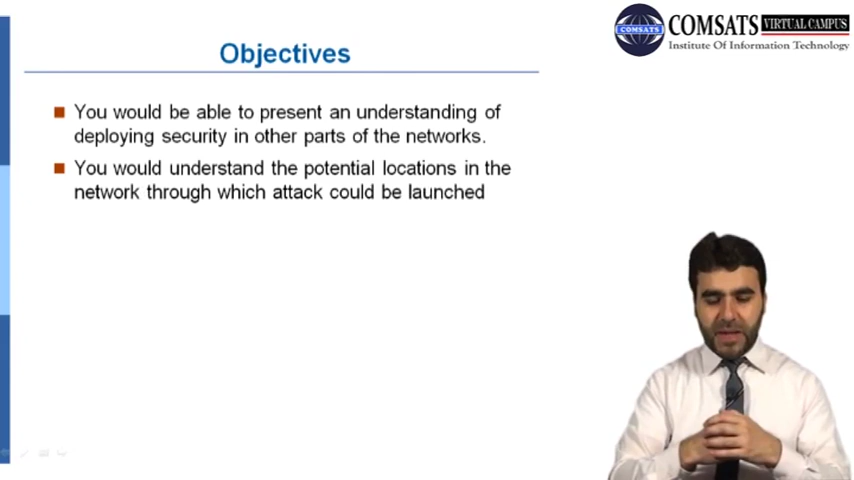 COMSATS VIRTUAL CAMPUS
COMSATS
Institute Of Information Technology
Objectives
You would be able to present an understanding of
deploying security in other parts of the networks.
You would understand the potential locations in the
network through which attack could be launched